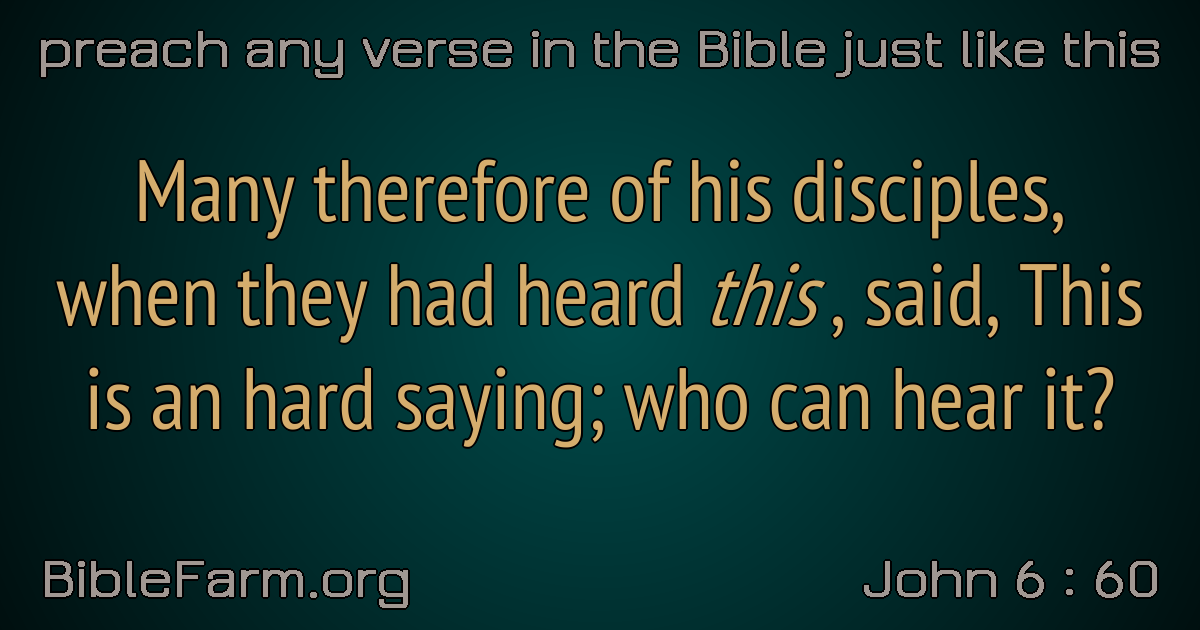 preach any verse in the Bible just like this
Many therefore of his disciples,
when they had heard this , said, This
is an hard saying; who can hear it?
BibleFarm.org
John 6 : 60